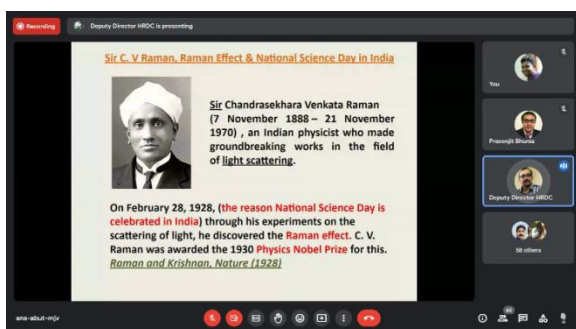 Recording
Deputy Director HRDC is presenting
Sir C. V Raman, Raman Effect & National Science Day in India
Sir Chandrasekhara Venkata Raman
(7 November 1888 – 21 November
1970) , an Indian physicist who made
groundbreaking works in the field
of light scattering.
On February 28, 1928, (the reason National Science Day is
celebrated in India) through his experiments on the
scattering of light, he discovered the Raman effect. C. V.
Raman was awarded the 1930 Physics Nobel Prize for this.
Raman and Krishnan, Nature (1928)
You
Prasenjit Bhunia
Deputy Director HRDC
58 others
ana-abut-mjv